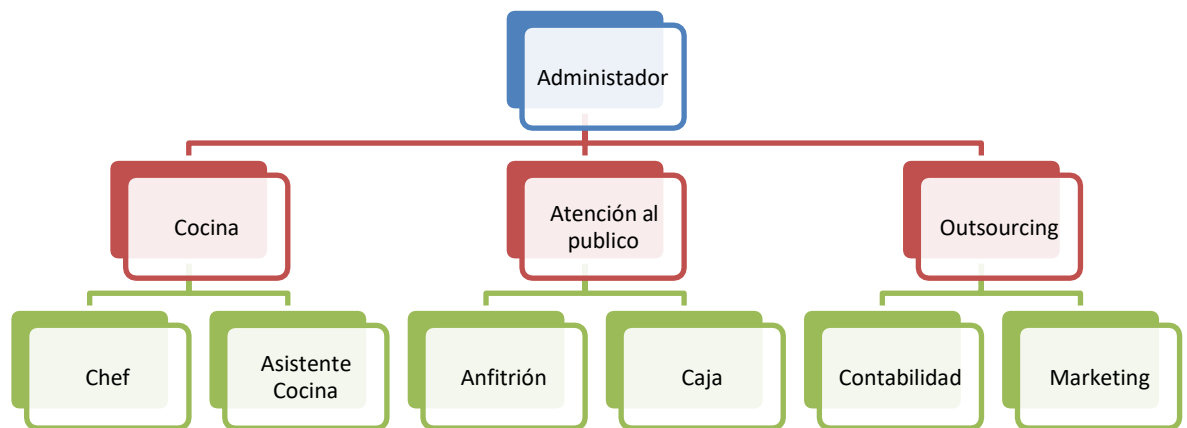 Administador
Cocina
Atención al
publico
Outsourcing
Chef
Asistente
Cocina
Anfitrión
Caja
Contabilidad
Marketing